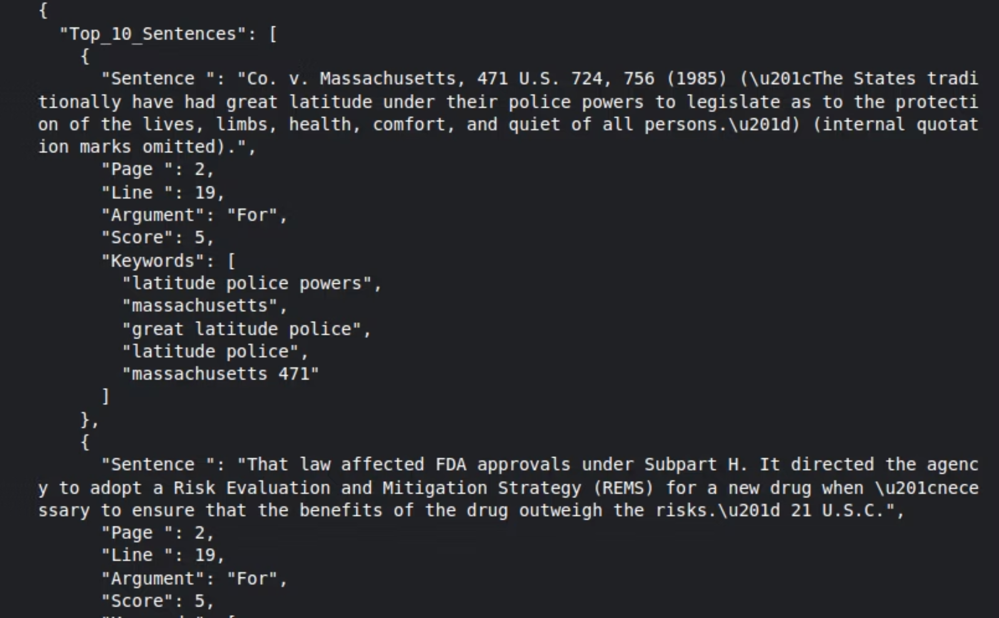 {
  "Top_10_Sentences": [
    {
      "Sentence ": "Co. v. Massachusetts, 471 U.S. 724, 756 (1985) (\u201cThe States tradi
tionally have had great latitude under their police powers to legislate as to the protecti
on of the lives, limbs, health, comfort, and quiet of all persons.\u201d) (internal quotat
ion marks omitted).",
      "Page ": 2,
      "Line ": 19,
      "Argument": "For",
      "Score": 5,
      "Keywords": [
        "latitude police powers",
        "massachusetts",
        "great latitude police",
        "latitude police",
        "massachusetts 471"
      ]
    },
    {
      "Sentence ": "That law affected FDA approvals under Subpart H. It directed the agenc
y to adopt a Risk Evaluation and Mitigation Strategy (REMS) for a new drug when \u201cnece
ssary to ensure that the benefits of the drug outweigh the risks.\u201d 21 U.S.C.",
      "Page ": 2,
      "Line ": 19,
      "Argument": "For",
      "Score": 5,